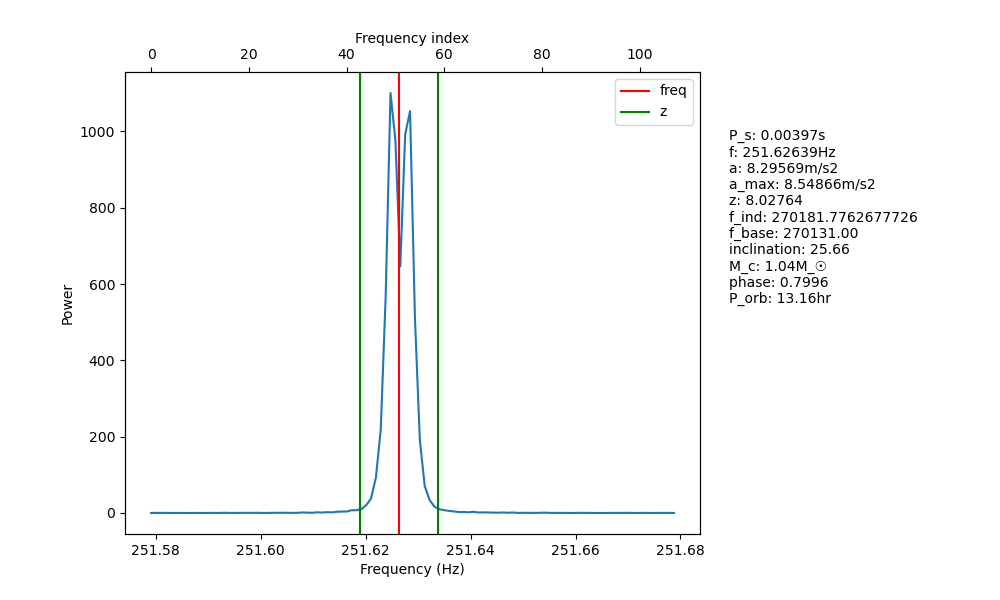 Frequency index
0 20 40 60 80 100
freq
z
1000
800
600
400
200
0
Power
251.58 251.60 251.62 251.64 251.66 251.68
Frequency (Hz)
P_s: 0.00397s
f: 251.62639Hz
a: 8.29569m/s2
a_max: 8.54866m/s2
z: 8.02764
f_ind: 270181.7762677726
f_base: 270131.00
inclination: 25.66
M_c: 1.04M_☉
phase: 0.7996
P_orb: 13.16hr